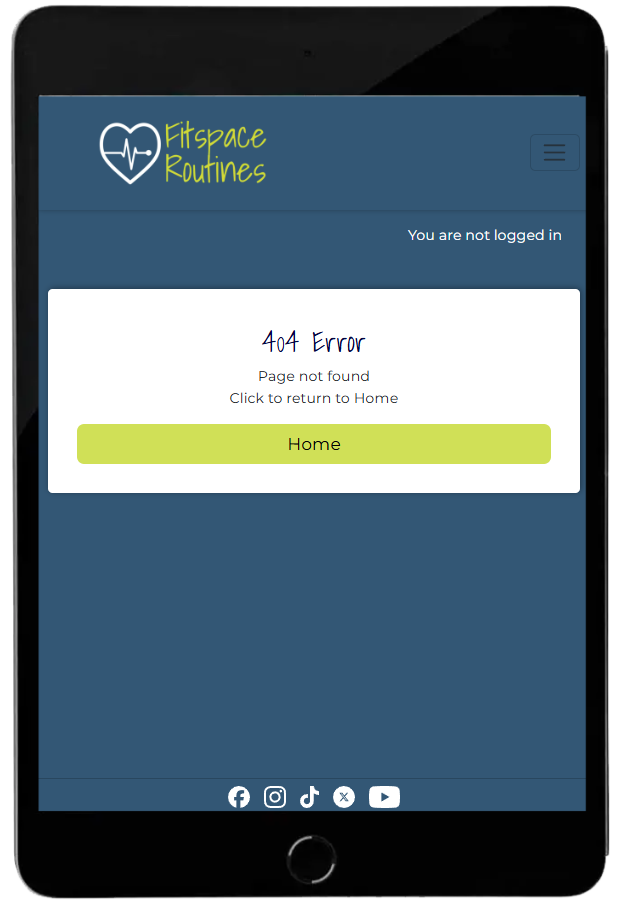 Fitspace
Routines
You are not logged in
404 Error
Page not found
Click to return to Home
Home